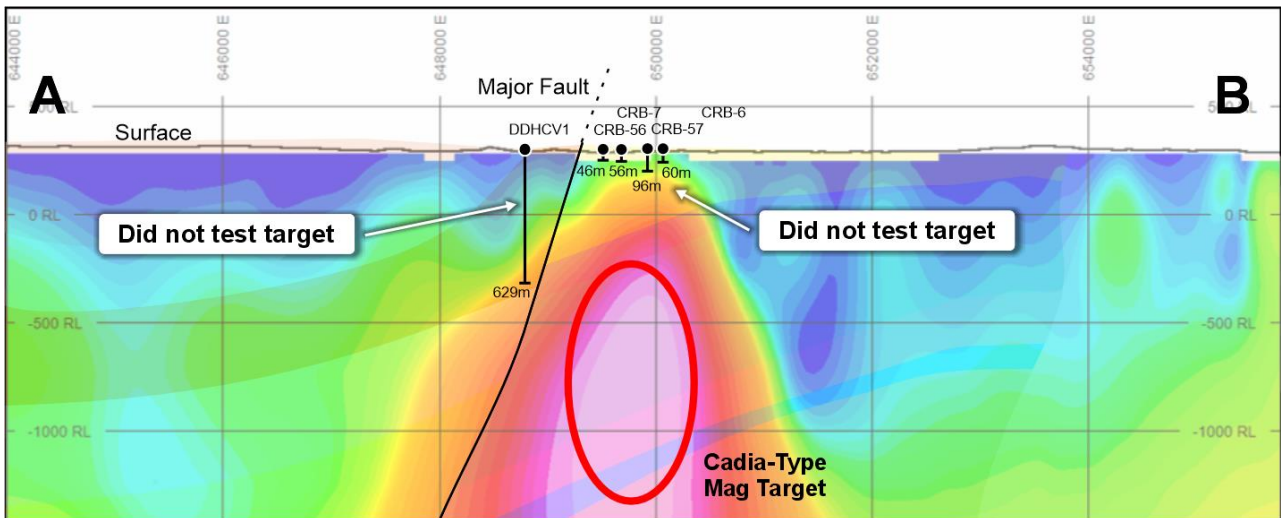 644000 E
646000 E
648000 E
650000 E
652000 E
654000 E
A
B
Major Fault
Surface
DDHCV1
CRB-7
CRB-6
CRB-56
CRB-57
46m
56m
96m
60m
0 RL
0 RL
Did not test target
Did not test target
629m
-500 RL
-500 RL
-1000 RL
-1000 RL
Cadia-Type
Mag Target